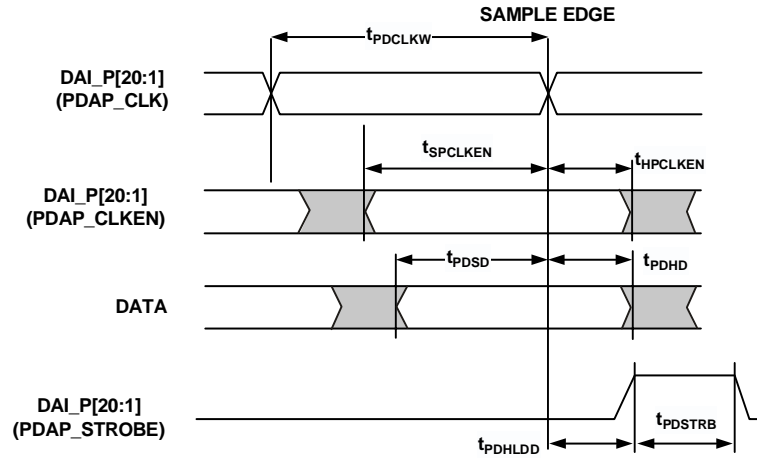 SAMPLE EDGE
tPDCLKW
DAI_P[20:1]
(PDAP_CLK)
tSPCLKEN
tHPCLKEN
DAI_P[20:1]
(PDAP_CLKEN)
tPDSD
tPDHD
DATA
DAI_P[20:1]
(PDAP_STROBE)
tPDHLDD
tPDSTRB